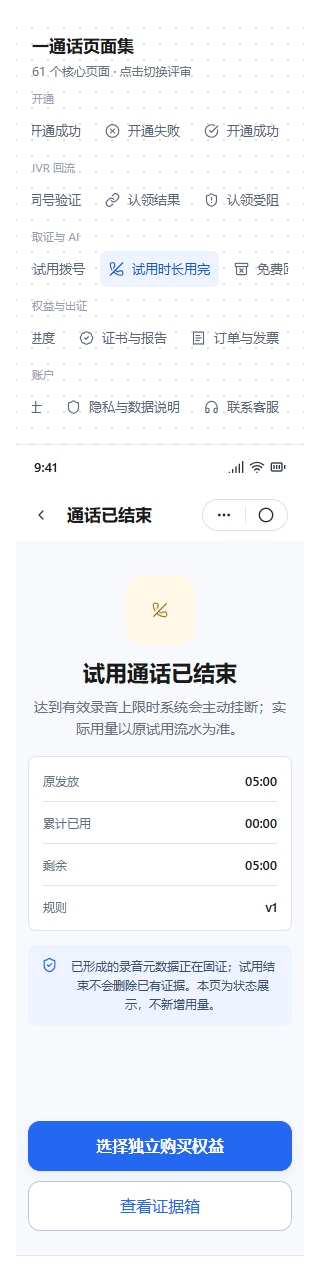 一通话页面集
61 个核心页面 · 点击切换评审
开通
开通成功 开通失败 开通成功
IVR 回流
同号验证 认领结果 认领受阻
取证与 AI
试用拨号 试用时长用完 免费
权益与出证
进度 证书与报告 订单与发票
账户
隐私与数据说明 联系客服
9:41
通话已结束
试用通话已结束
达到有效录音上限时系统会主动挂断；实
际用量以原试用流水为准。
原发放 05:00
累计已用 00:00
剩余 05:00
规则 v1
已形成的录音元数据正在固证；试用结
束不会删除已有证据。本页为状态展
示，不新增用量。
选择独立购买权益
查看证据箱